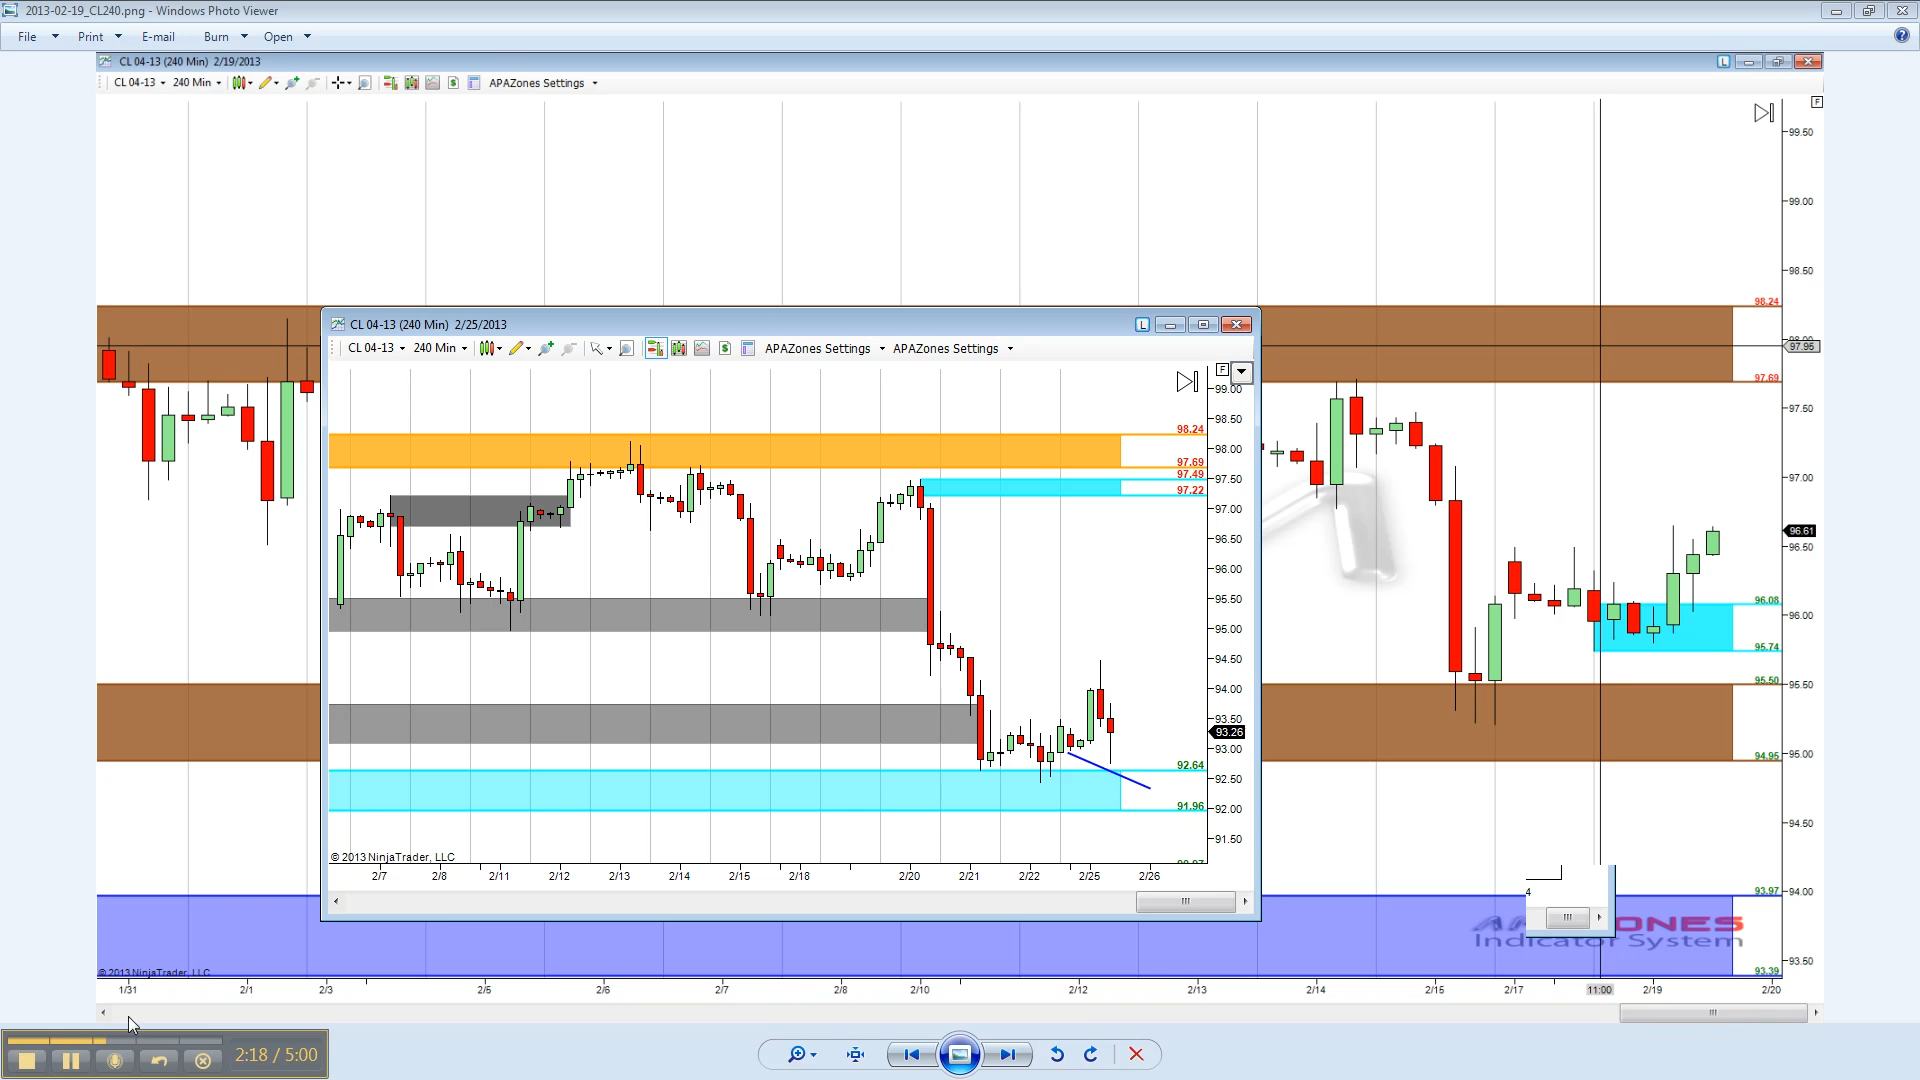 2013-02-19_CL240.png - Windows Photo Viewer
File Print E-mail Burn Open
CL 04-13 (240 Min) 2/19/2013
L
CL 04-13 240 Min APAZones Settings
F
99.50
99.00
98.50
98.24
97.95
97.69
97.50
97.00
96.61
96.50
96.08
96.00
95.74
95.50
95.50
95.00
94.95
94.50
93.97
94.00
93.50
93.39
CL 04-13 (240 Min) 2/25/2013
L
CL 04-13 240 Min APAZones Settings APAZones Settings
F
99.00
98.50
98.24
98.00
97.69
97.49
97.50
97.22
97.00
96.50
96.00
95.50
95.00
94.50
94.00
93.50
93.26
93.00
92.64
92.50
91.96
92.00
91.50
© 2013 NinjaTrader, LLC
2/7 2/8 2/11 2/12 2/13 2/14 2/15 2/18 2/20 2/21 2/22 2/25 2/26
4
ONES
Indicator System
© 2013 NinjaTrader, LLC
1/31 2/1 2/3 2/5 2/6 2/7 2/8 2/10 2/12 2/13 2/14 2/15 2/17 11:00 2/19 2/20
2:18 / 5:00